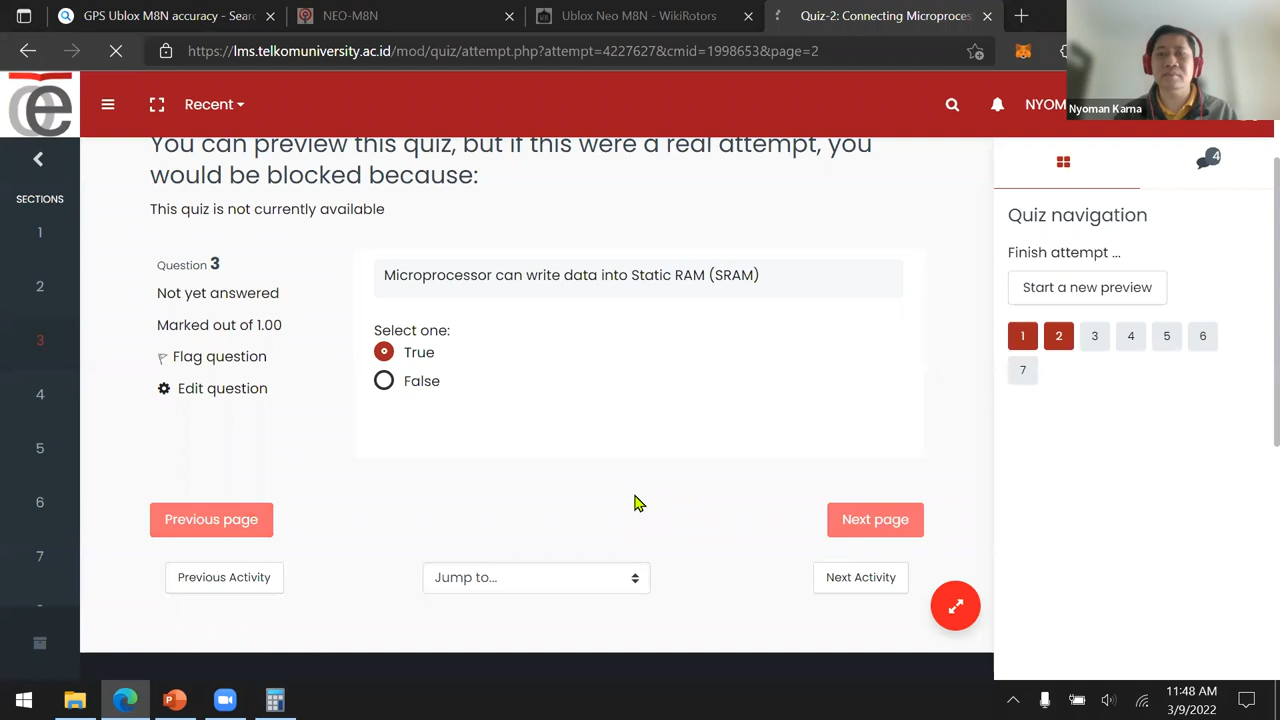 GPS Ublox M8N accuracy - Sear
NEO-M8N
Ublox Neo M8N - WikiRotors
Quiz-2: Connecting Microproces
https://lms.telkomuniversity.ac.id/mod/quiz/attempt.php?attempt=4227627&cmid=1998653&page=2
Recent
NYOM
Nyoman Karna
You can preview this quiz, but if this were a real attempt, you
would be blocked because:
This quiz is not currently available
SECTIONS
1
2
3
4
5
6
7
Question 3
Not yet answered
Marked out of 1.00
Flag question
Edit question
Microprocessor can write data into Static RAM (SRAM)
Select one:
True
False
Previous page
Next page
Previous Activity
Jump to...
Next Activity
4
Quiz navigation
Finish attempt ...
Start a new preview
1 2 3 4 5 6
7
11:48 AM
3/9/2022